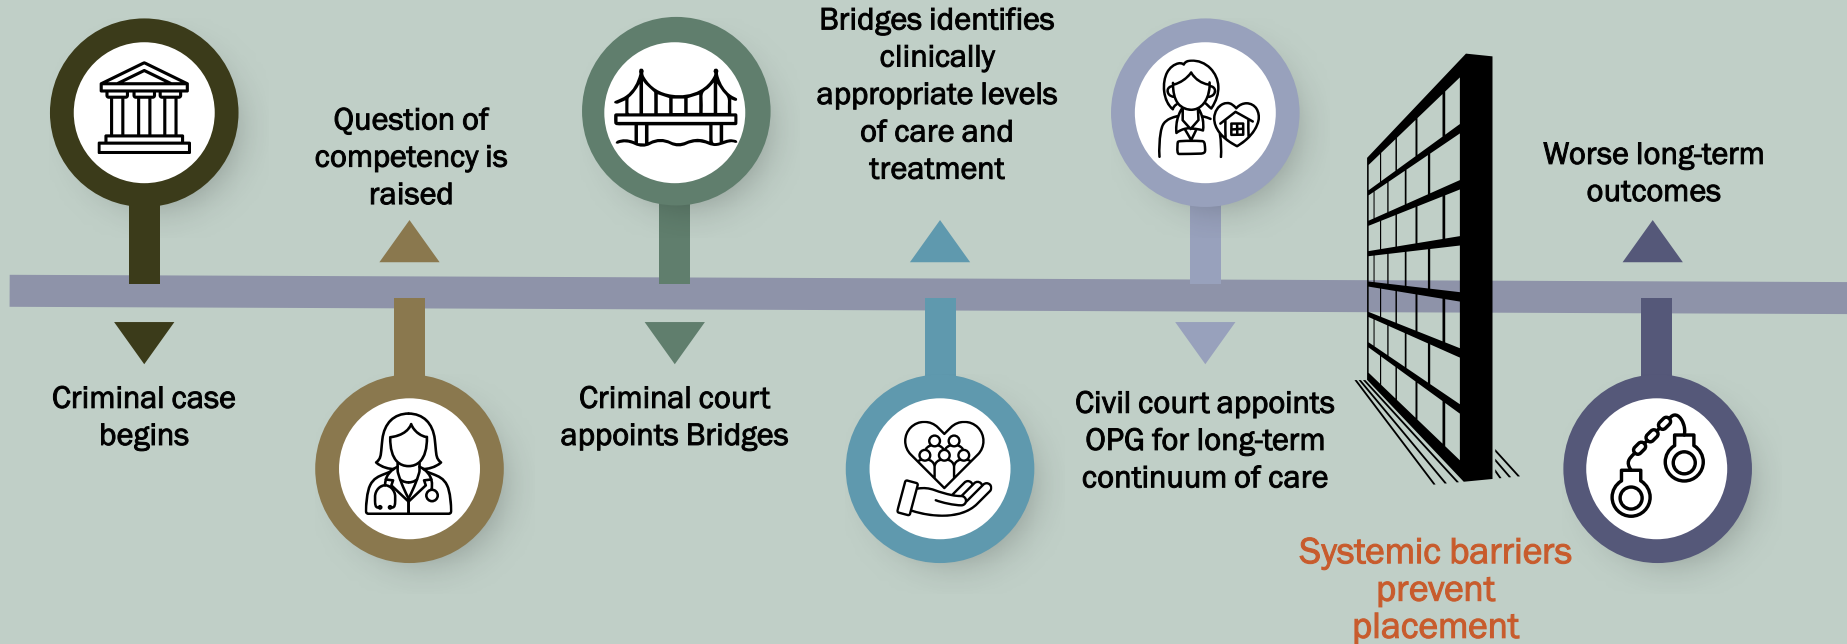 Criminal case
begins
Question of
competency is
raised
Criminal court
appoints Bridges
Bridges identifies
clinically
appropriate levels
of care and
treatment
Civil court appoints
OPG for long-term
continuum of care
Systemic barriers
prevent
placement
Worse long-term
outcomes